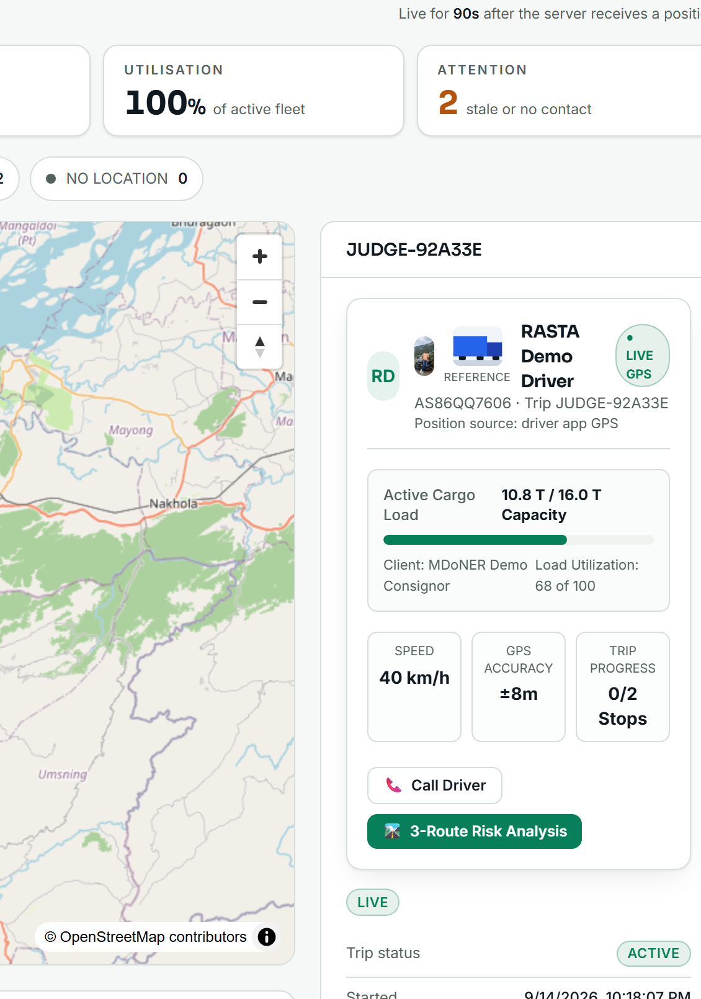 Live for 90s after the server receives a positi
UTILISATION
100% of active fleet
ATTENTION
2 stale or no contact
2
NO LOCATION 0
Mangaldoi
(Pt)
Bhuragaon
Mayong
Nakhola
Umsning
© OpenStreetMap contributors
JUDGE-92A33E
RD
REFERENCE
RASTA
Demo
Driver
LIVE
GPS
AS86QQ7606 · Trip JUDGE-92A33E
Position source: driver app GPS
Active Cargo
Load
10.8 T / 16.0 T
Capacity
Client: MDoNER Demo
Consignor
Load Utilization:
68 of 100
SPEED
40 km/h
GPS
ACCURACY
±8m
TRIP
PROGRESS
0/2
Stops
Call Driver
3-Route Risk Analysis
LIVE
Trip status
ACTIVE
Started
9/14/2026, 10:18:07 PM